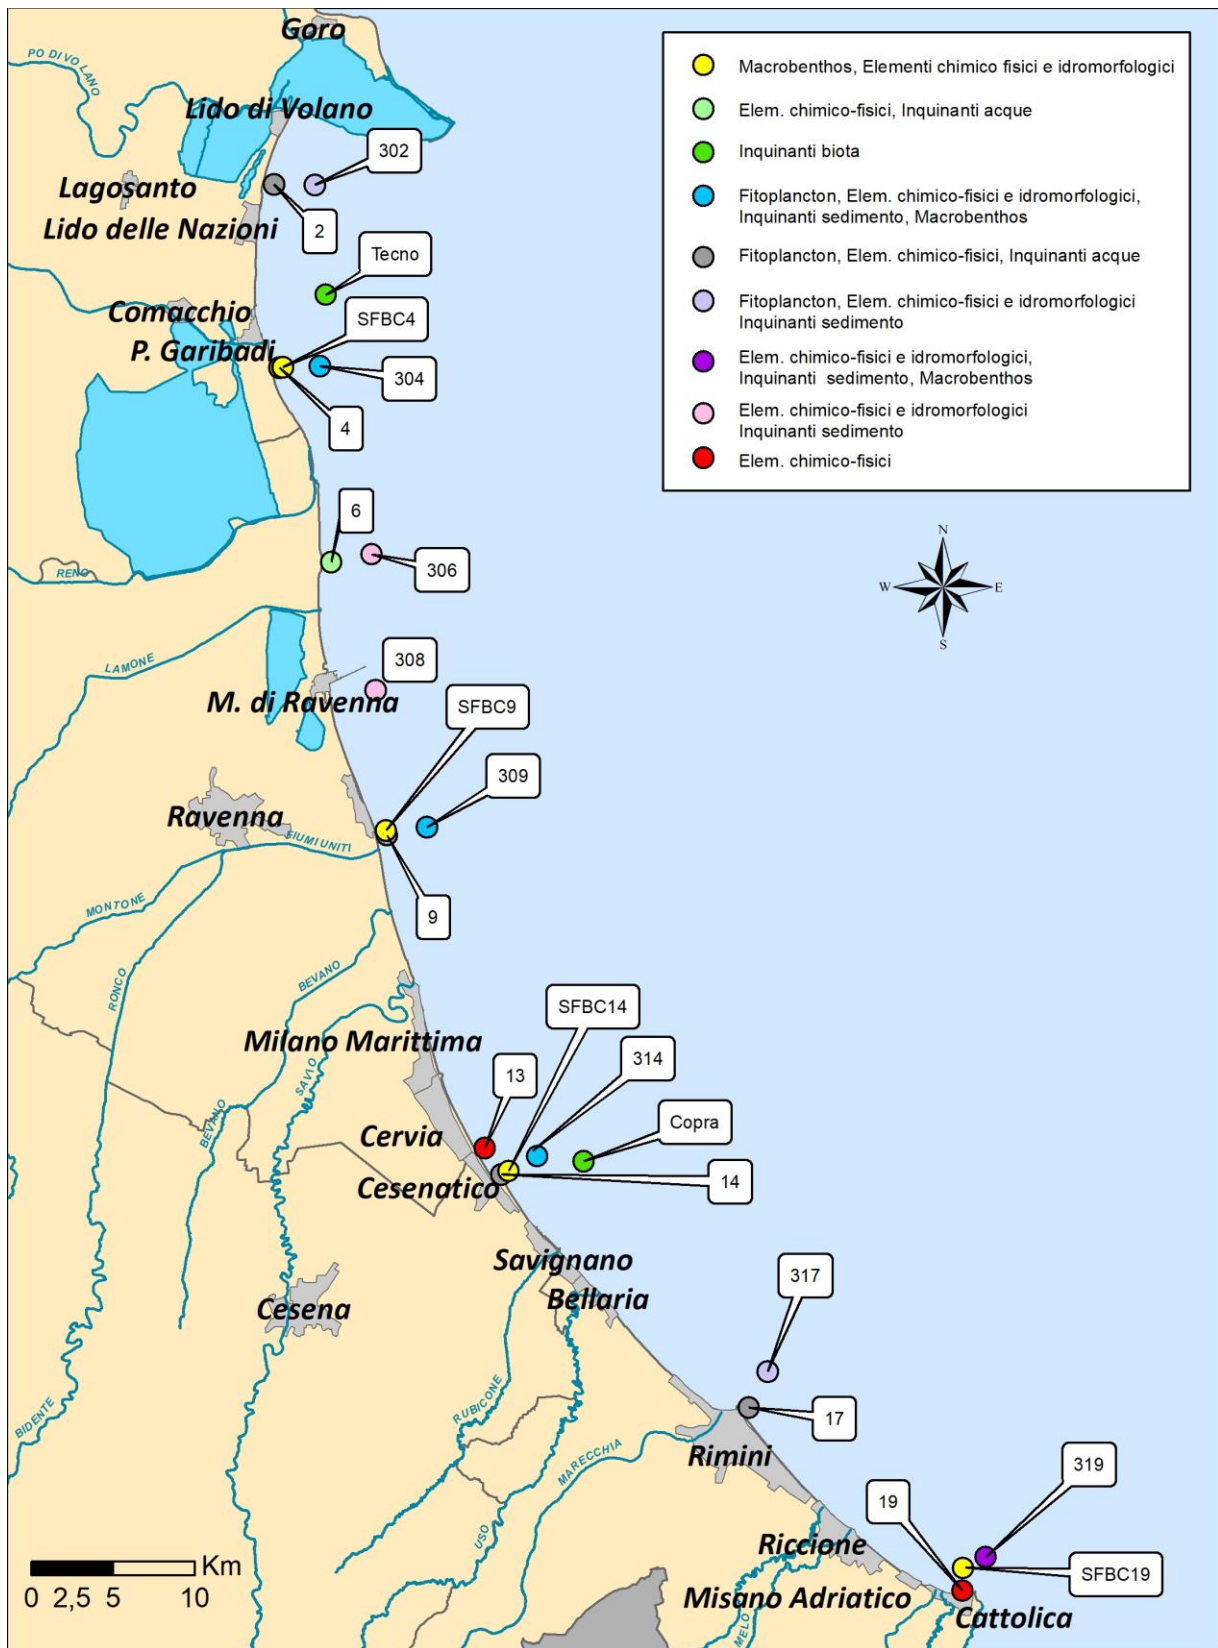 Goro
PO DI VOLANO
Lido di Volano
302
Lagosanto
Lido delle Nazioni
2
Tecno
Comacchio
SFBC4
P. Garibadi
304
4
6
RENO
306
LAMONE
308
M. di Ravenna
SFBC9
309
Ravenna
FIUMI UNITI
MONTONE
9
RONCO
BEVANO
SFBC14
Milano Marittima
314
SAVIO
13
BEVANO
Cervia
Copra
Cesenatico
14
Savignano
Bellaria
Cesena
317
RUBICONE
BIDENTE
17
MARECCHIA
Rimini
319
19
USO
Riccione
SFBC19
Misano Adriatico
Cattolica
MELO
Km
0 2,5 5 10
Macrobenthos, Elementi chimico fisici e idromorfologici
Elem. chimico-fisici, Inquinanti acque
Inquinanti biota
Fitoplancton, Elem. chimico-fisici e idromorfologici,
Inquinanti sedimento, Macrobenthos
Fitoplancton, Elem. chimico-fisici, Inquinanti acque
Fitoplancton, Elem. chimico-fisici e idromorfologici
Inquinanti sedimento
Elem. chimico-fisici e idromorfologici,
Inquinanti sedimento, Macrobenthos
Elem. chimico-fisici e idromorfologici
Inquinanti sedimento
Elem. chimico-fisici
N
W E
S